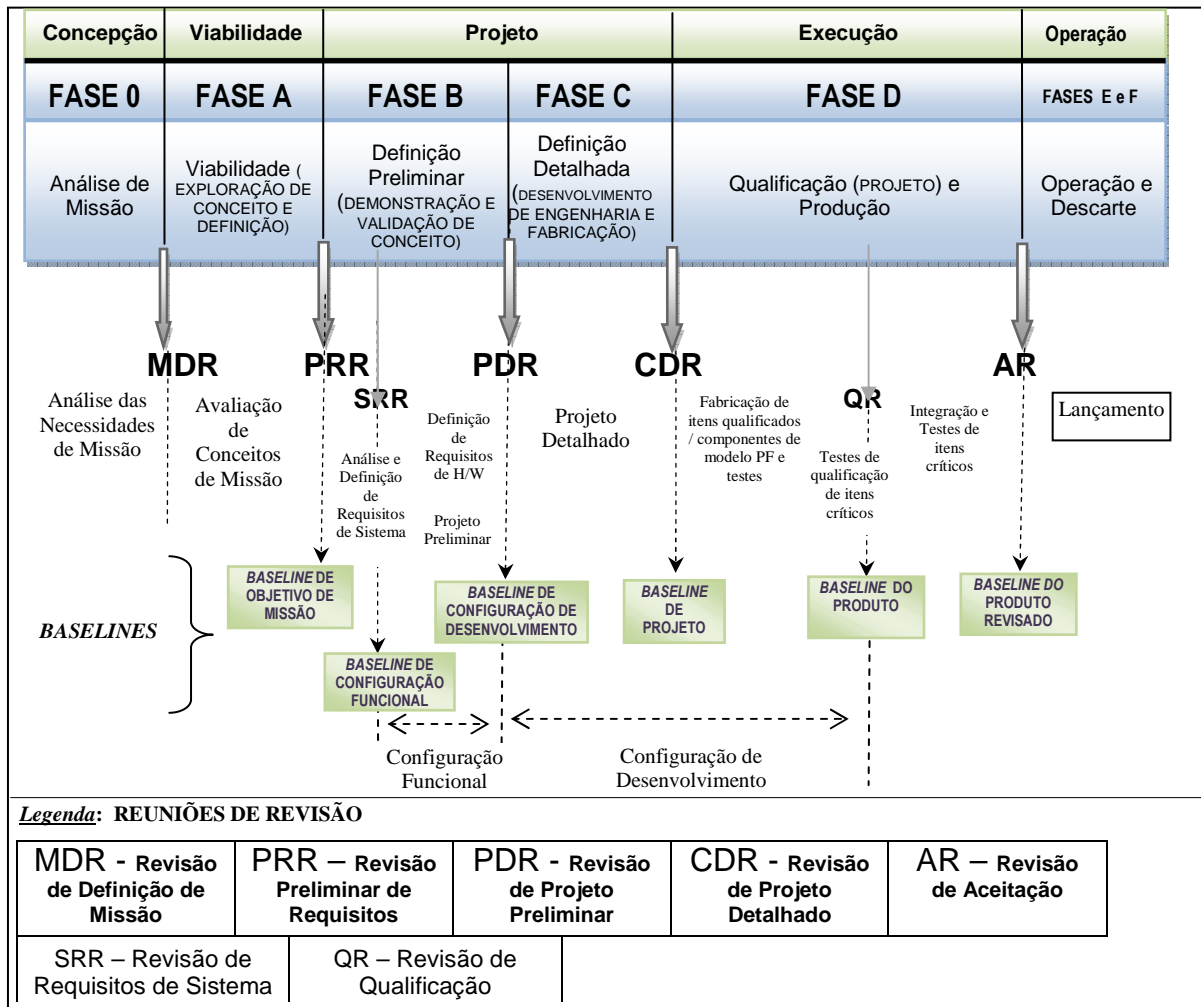 Concepção
Viabilidade
Projeto
Execução
Operação
FASE 0
FASE A
FASE B
FASE C
FASE D
FASES E e F
Análise de
Missão
Viabilidade (
EXPLORAÇÃO DE
CONCEITO E
DEFINIÇÃO)
Definição
Preliminar
(DEMONSTRAÇÃO E
VALIDAÇÃO DE
CONCEITO)
Definição
Detalhada
(DESENVOLVIMENTO
DE ENGENHARIA E
FABRICAÇÃO)
Qualificação (PROJETO) e
Produção
Operação e
Descarte
MDR
PRR
SRR
PDR
CDR
QR
AR
Análise das
Necessidades
de Missão
Avaliação
de
Conceitos
de Missão
Análise e
Definição
de
Requisitos
de Sistema
Definição
de
Requisitos
de H/W
Projeto
Preliminar
Projeto
Detalhado
Fabricação de
itens qualificados
/ componentes de
modelo PF e
testes
Testes de
qualificação
de itens
críticos
Integração e
Testes de
itens
críticos
Lançamento
BASELINES
BASELINE DE
OBJETIVO DE
MISSÃO
BASELINE DE
CONFIGURAÇÃO
FUNCIONAL
BASELINE DE
CONFIGURAÇÃO DE
DESENVOLVIMENTO
BASELINE
DE
PROJETO
BASELINE DO
PRODUTO
BASELINE DO
PRODUTO
REVISADO
Configuração
Funcional
Configuração de
Desenvolvimento
Legenda: REUNIÕES DE REVISÃO
MDR - Revisão
de Definição de
Missão
PRR – Revisão
Preliminar de
Requisitos
PDR - Revisão
de Projeto
Preliminar
CDR - Revisão
de Projeto
Detalhado
AR – Revisão
de Aceitação
SRR – Revisão de
Requisitos de Sistema
QR – Revisão de
Qualificação